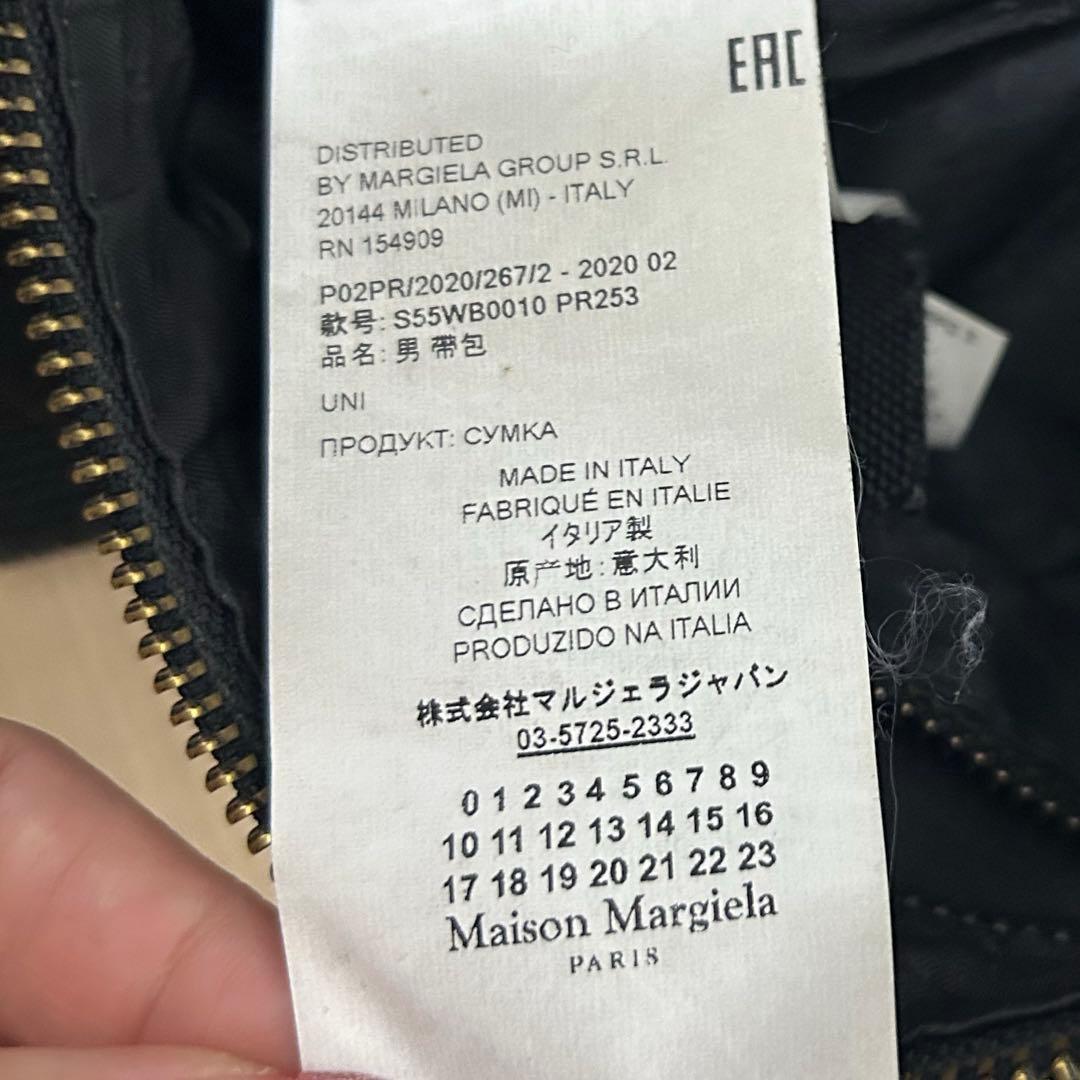 EAC
DISTRIBUTED
BY MARGIELA GROUP S.R.L.
20144 MILANO (MI) - ITALY
RN 154909
P02PR/2020/267/2 - 2020 02
款号: S55WB0010 PR253
品名: 男 帶包
UNI
ПРОДУКТ: СУМКА
MADE IN ITALY
FABRIQUÉ EN ITALIE
イタリア製
原产地: 意大利
СДЕЛАНО В ИТАЛИИ
PRODUZIDO NA ITALIA
株式会社マルジェラジャパン
03-5725-2333
0 1 2 3 4 5 6 7 8 9
10 11 12 13 14 15 16
17 18 19 20 21 22 23
Maison Margiela
PARIS